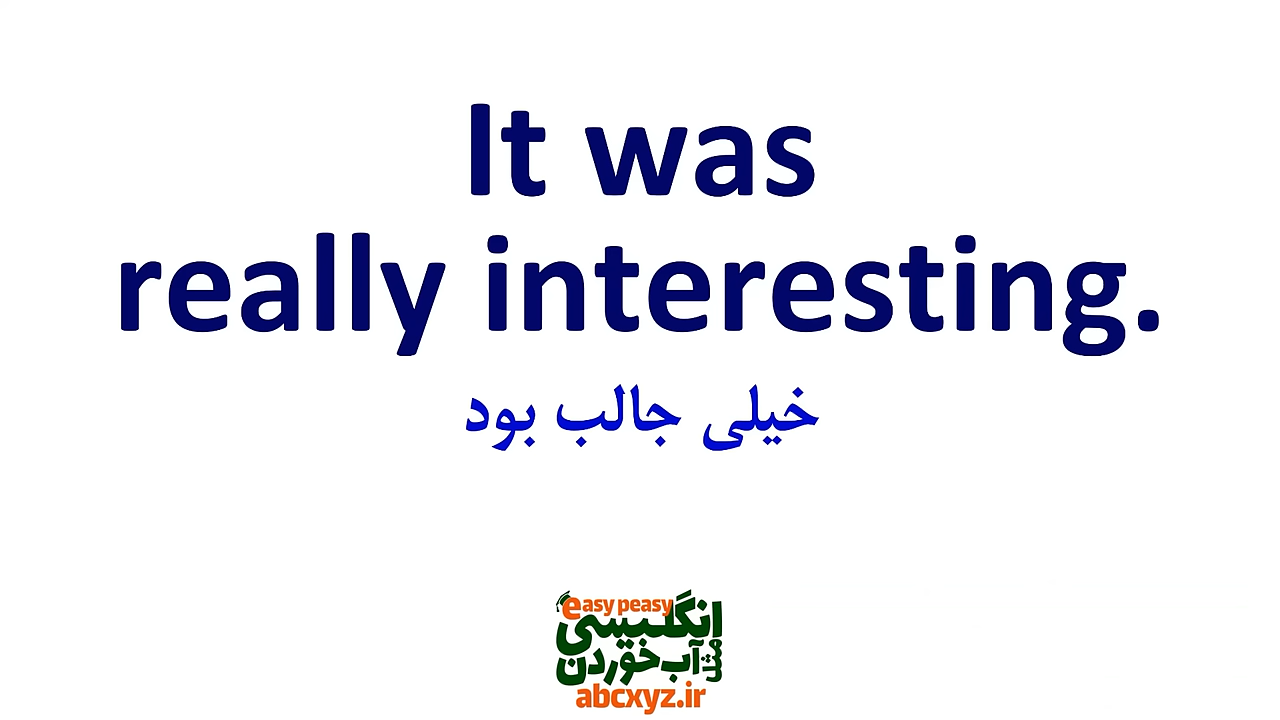 It was
really interesting.
خیلی جالب بود
easy peasy
انگلیسی
مثل آب خوردن
abcxyz.ir